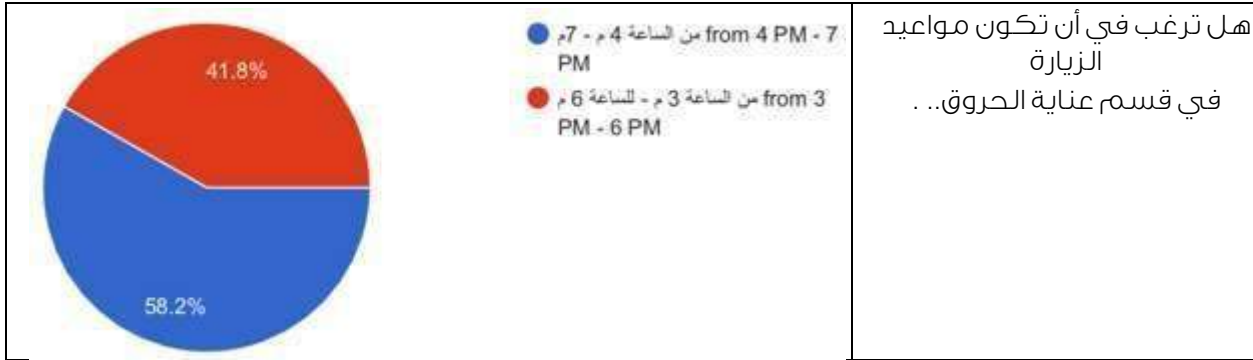 هل ترغب في أن تكون مواعيد
الزيارة
في قسم عناية الحروق.. .
من الساعة 4 م - 7م from 4 PM - 7
PM
من الساعة 3 م - للساعة 6 م from 3
PM - 6 PM
41.8%
58.2%